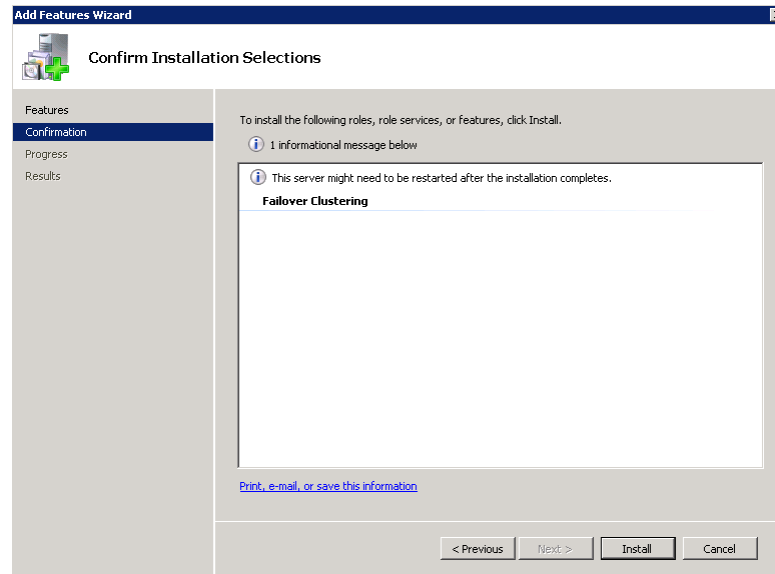 Add Features Wizard
Confirm Installation Selections
Features
Confirmation
Progress
Results
To install the following roles, role services, or features, click Install.
1 informational message below
This server might need to be restarted after the installation completes.
Failover Clustering
Print, e-mail, or save this information
< Previous
Next >
Install
Cancel